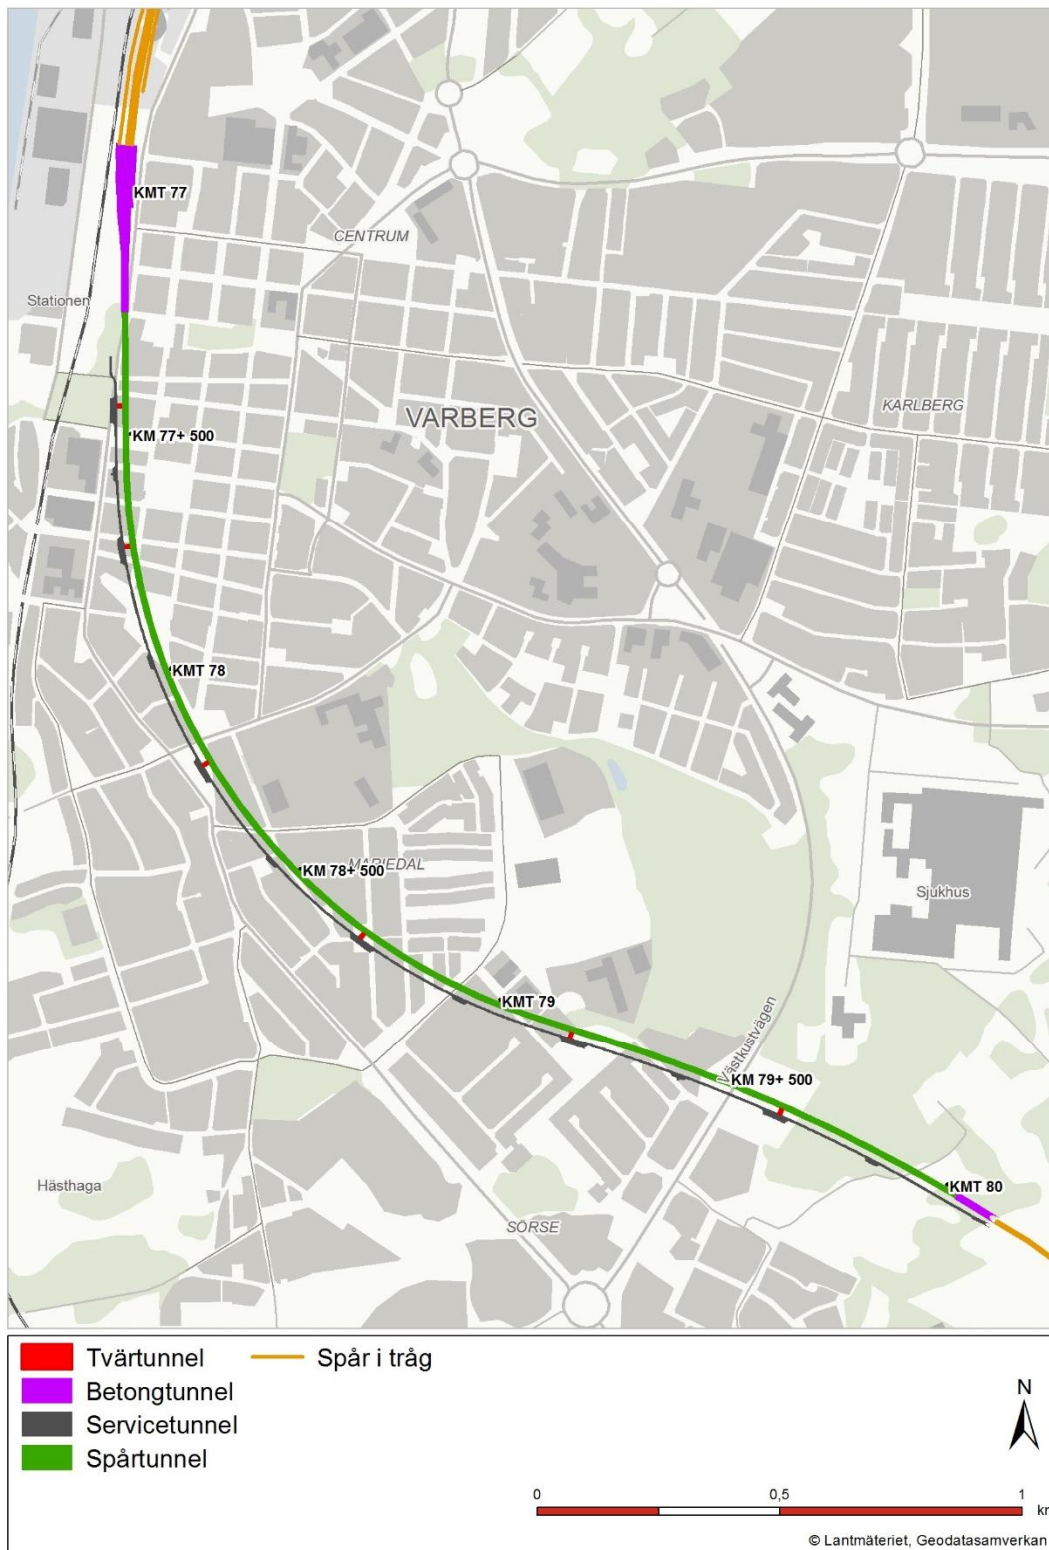 KMT 77
CENTRUM
Stationen
VARBERG
KARLBERG
KM 77+ 500
KMT 78
MARIEDAL
KM 78+ 500
Sjukhus
KMT 79
Västkustvägen
KM 79+ 500
Hästhaga
KMT 80
SÖRSE
Tvärtunnel
Spår i tråg
Betongtunnel
Servicetunnel
Spårtunnel
N
0 0,5 1
km
© Lantmäteriet, Geodatasamverkan